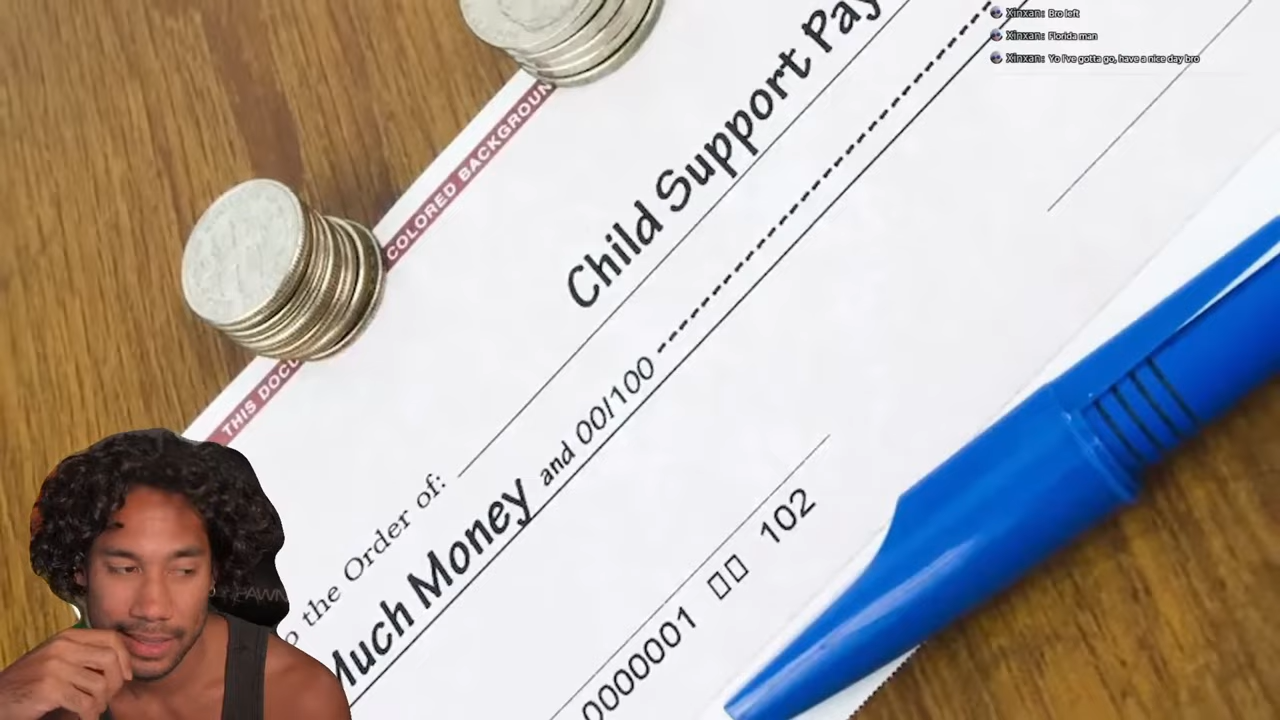 Xinxan: Bro left
Xinxan: Florida man
Xinxan: Yo I've gotta go, have a nice day bro
THIS DOCU
COLORED BACKGROUN
Child Support Pay
o the Order of:
Much Money and 00/100
0000001 102